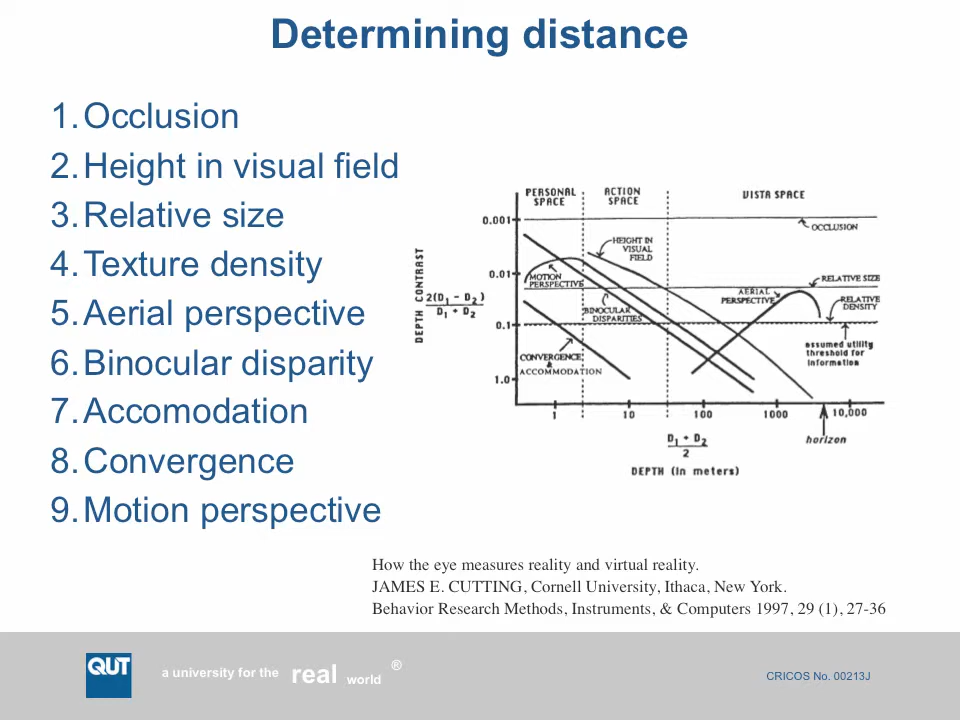 Determining distance
1. Occlusion
2. Height in visual field
3. Relative size
4. Texture density
5. Aerial perspective
6. Binocular disparity
7. Accomodation
8. Convergence
9. Motion perspective
PERSONAL SPACE
ACTION SPACE
VISTA SPACE
DEPTH CONTRAST
2(D1 - D2)
D1 + D2
0.001
0.01
0.1
1.0
OCCLUSION
HEIGHT IN
VISUAL
FIELD
MOTION
PERSPECTIVE
RELATIVE SIZE
AERIAL
PERSPECTIVE
RELATIVE
DENSITY
BINOCULAR
DISPARITIES
CONVERGENCE
&
ACCOMMODATION
assumed utility
threshold for
information
1
10
100
1000
10,000
D1 + D2
2
horizon
DEPTH (in meters)
How the eye measures reality and virtual reality.
JAMES E. CUTTING, Cornell University, Ithaca, New York.
Behavior Research Methods, Instruments, & Computers 1997, 29 (1), 27-36
QUT
a university for the real world ®
CRICOS No. 00213J